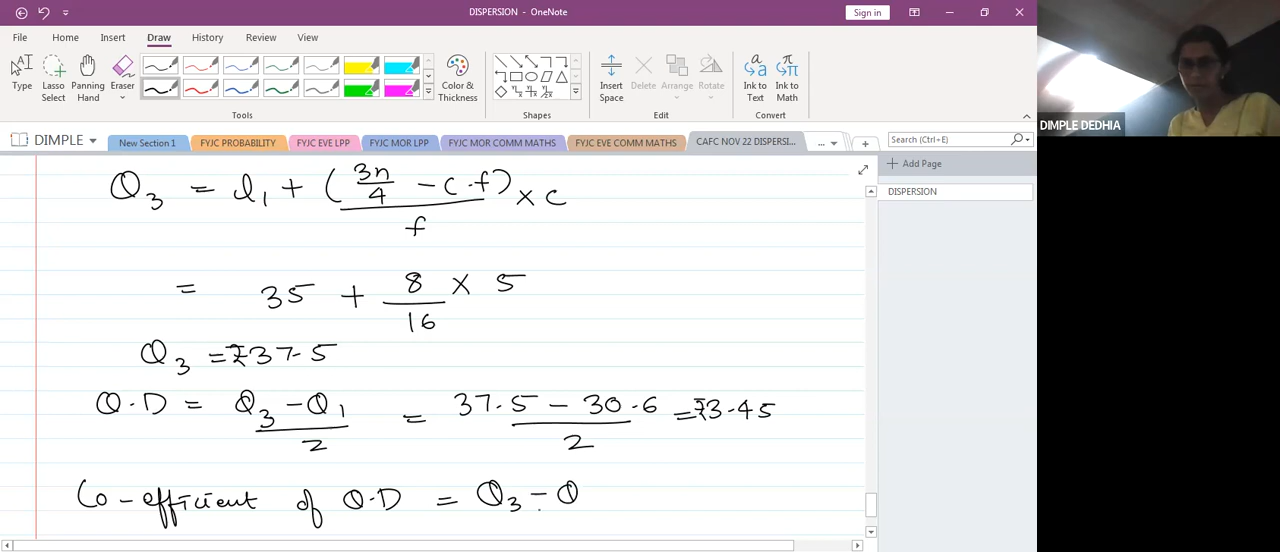 DISPERSION - OneNote
Sign in
File Home Insert Draw History Review View
Type Lasso Select Panning Hand Eraser Color & Thickness Insert Space Delete Arrange Rotate Ink to Text Ink to Math
Tools Shapes Edit Convert
DIMPLE DEDHIA
DIMPLE New Section 1 FYJC PROBABILITY FYJC EVE LPP FYJC MOR LPP FYJC MOR COMM MATHS FYJC EVE COMM MATHS CAFC NOV 22 DISPERSI... ... + Search (Ctrl+E)
+ Add Page
DISPERSION
Q3 = l1 + (3n/4 - c.f)/f × c
= 35 + 8/16 × 5
Q3 = ₹37.5
Q.D = (Q3 - Q1)/2 = (37.5 - 30.6)/2 = ₹3.45
Co-efficient of Q.D = Q3 - Q